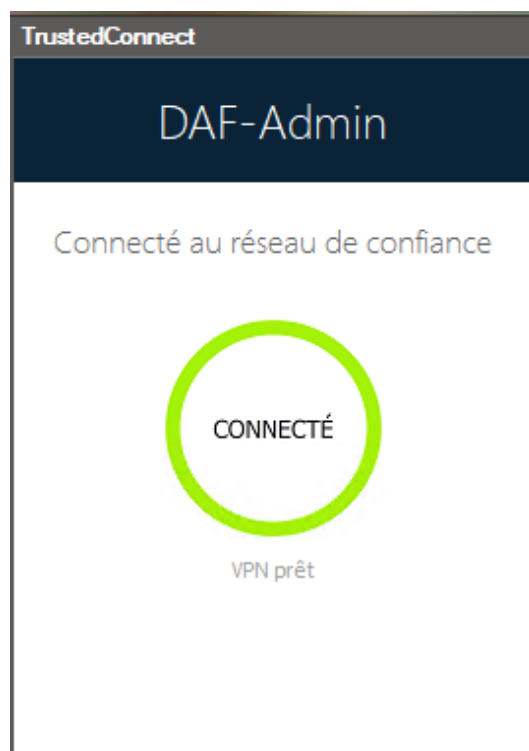 TrustedConnect
DAF-Admin
Connecté au réseau de confiance
CONNECTÉ
VPN prêt